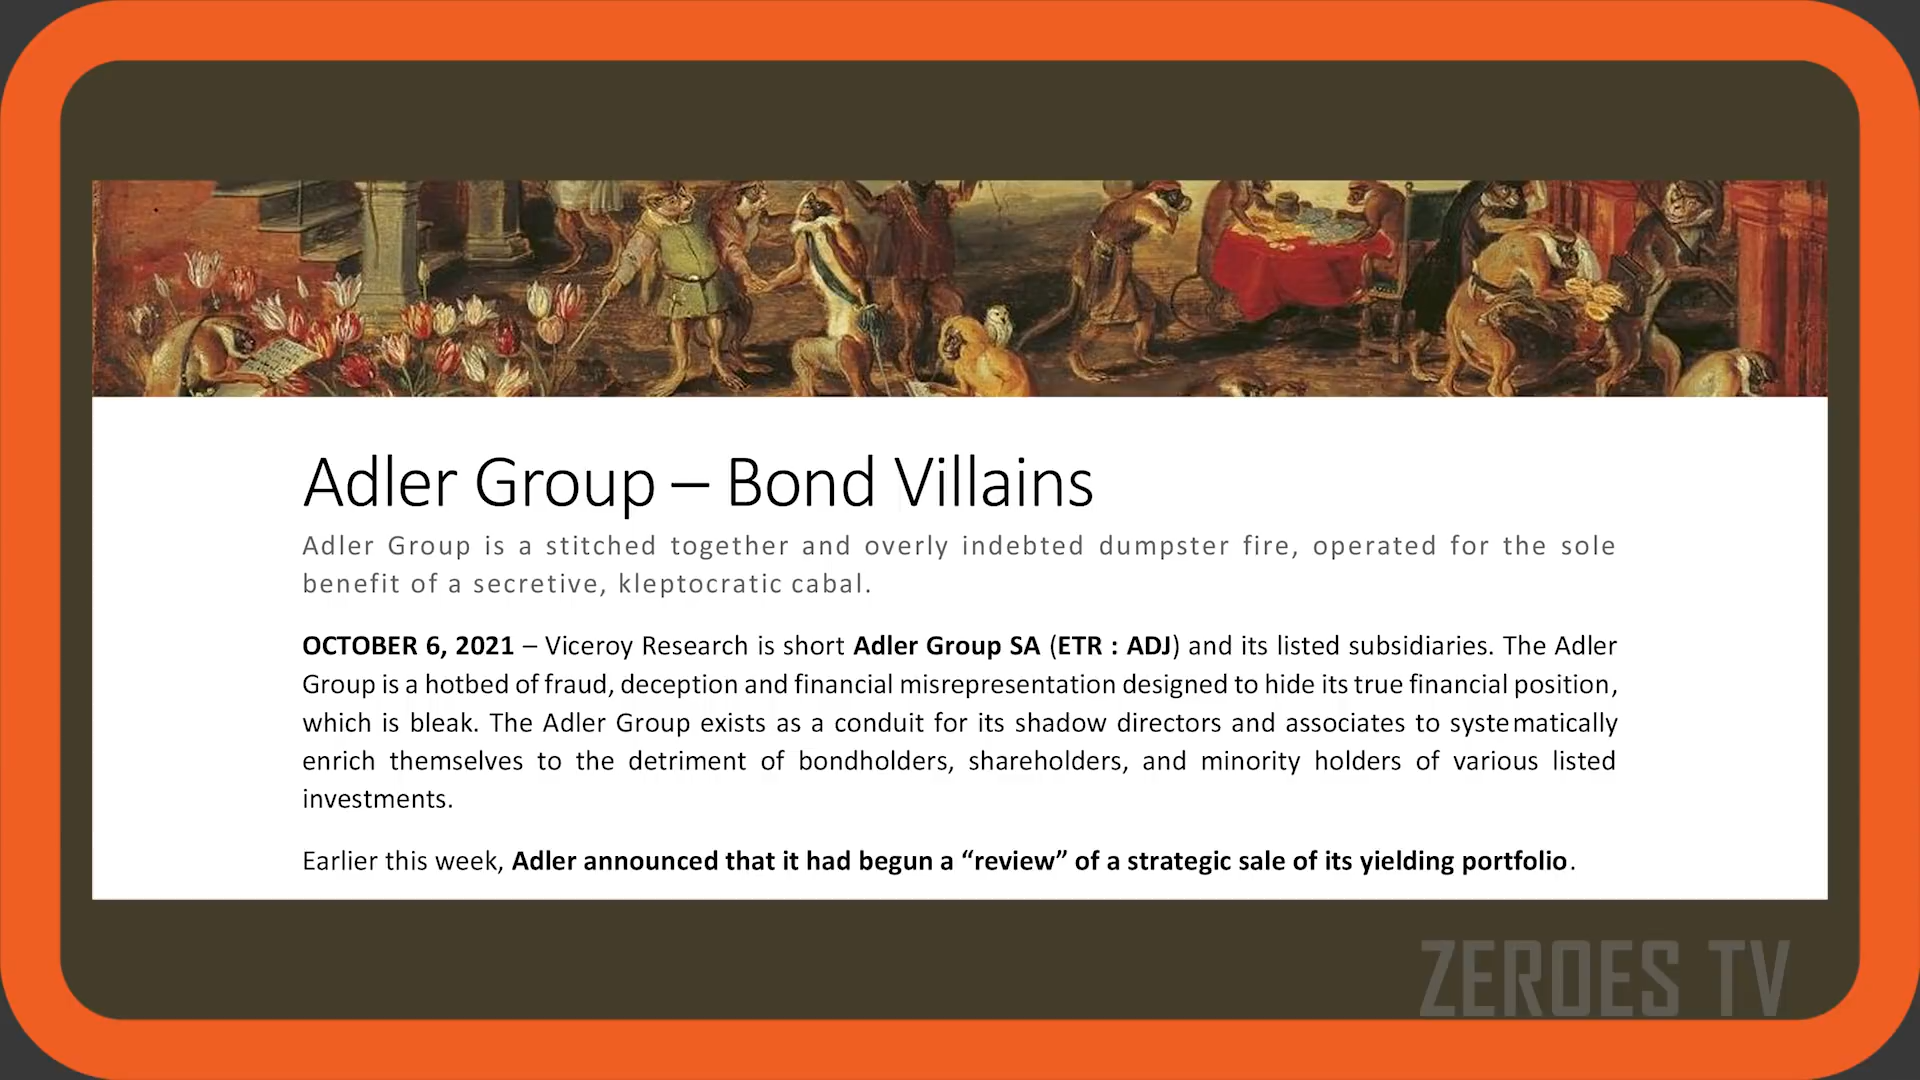 Adler Group – Bond Villains
Adler Group is a stitched together and overly indebted dumpster fire, operated for the sole
benefit of a secretive, kleptocratic cabal.
OCTOBER 6, 2021 – Viceroy Research is short Adler Group SA (ETR : ADJ) and its listed subsidiaries. The Adler
Group is a hotbed of fraud, deception and financial misrepresentation designed to hide its true financial position,
which is bleak. The Adler Group exists as a conduit for its shadow directors and associates to systematically
enrich themselves to the detriment of bondholders, shareholders, and minority holders of various listed
investments.
Earlier this week, Adler announced that it had begun a “review” of a strategic sale of its yielding portfolio.
ZEROES TV